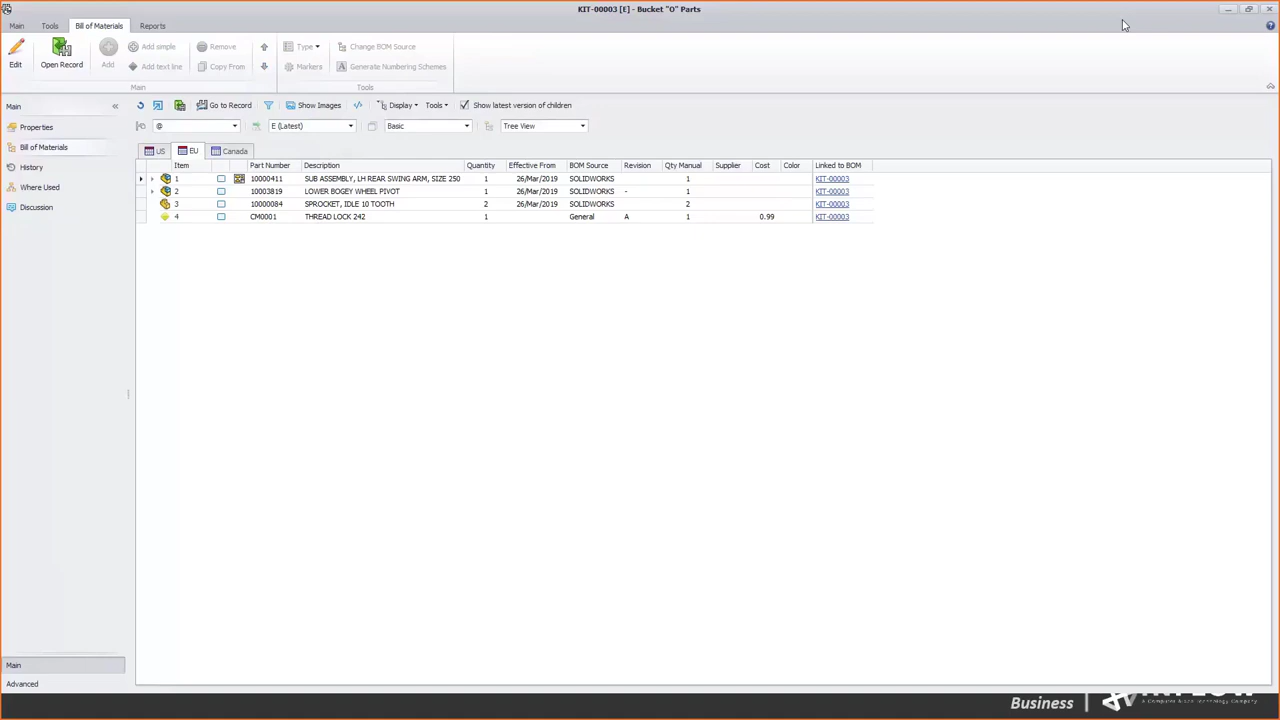 KIT-00003 [E] - Bucket "O" Parts
Main Tools Bill of Materials Reports
Edit Open Record Add Add simple Remove Type Change BOM Source
Add text line Copy From Markers Generate Numbering Schemes
Main Tools
Main Go to Record Show Images Display Tools Show latest version of children
@ E (Latest) Basic Tree View
Properties
Bill of Materials
History
Where Used
Discussion
US EU Canada
Item Part Number Description Quantity Effective From BOM Source Revision Qty Manual Supplier Cost Color Linked to BOM
1 10000411 SUB ASSEMBLY, LH REAR SWING ARM, SIZE 250 1 26/Mar/2019 SOLIDWORKS 1 KIT-00003
2 10003819 LOWER BOGEY WHEEL PIVOT 1 26/Mar/2019 SOLIDWORKS - 1 KIT-00003
3 10000084 SPROCKET, IDLE 10 TOOTH 2 26/Mar/2019 SOLIDWORKS 2 KIT-00003
4 CM0001 THREAD LOCK 242 1 General A 1 0.99 KIT-00003
Main
Advanced
Business